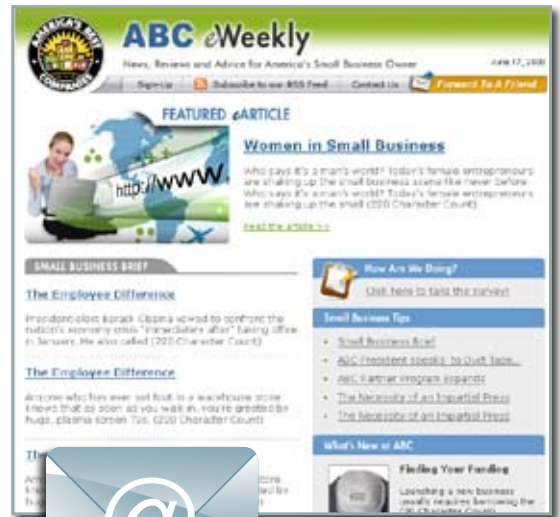 AMERICA'S BEST
COMPANIES
ABC eWeekly
News, Reviews and Advice for America's Small Business Owner
June 17,
Sign-Up
Subscribe to our RSS Feed
Contact Us
Forward To A Friend
FEATURED eARTICLE
http://www.
Women in Small Business
Who says it's a man's world? Today's female entrepreneurs
are shaking up the small business scene like never before.
Who says it's a man's world? Today's female entrepreneurs
are shaking up the small (220 Character Count)
Read the article >>
SMALL BUSINESS BRIEF
The Employee Difference
President-elect Barack Obama vowed to confront the
nation's economy crisis "immediately after" taking office
in January. He also called (220 Character Count)
The Employee Difference
Anyone who has ever set foot in a warehouse store
knows that as soon as you walk in, you're greeted by
huge, plasma screen TVs. (220 Character Count)
@
How Are We Doing?
Click here to take the survey!
Small Business Tips
Small Business Brief
ABC President speaks to Duct Tape...
ABC Partner Program Expands
The Necessity of an Impartial Press
The Necessity of an Impartial Press
What's New at ABC
Finding Your Funding
Launching a new business
usually requires borrowing the
Character Count)